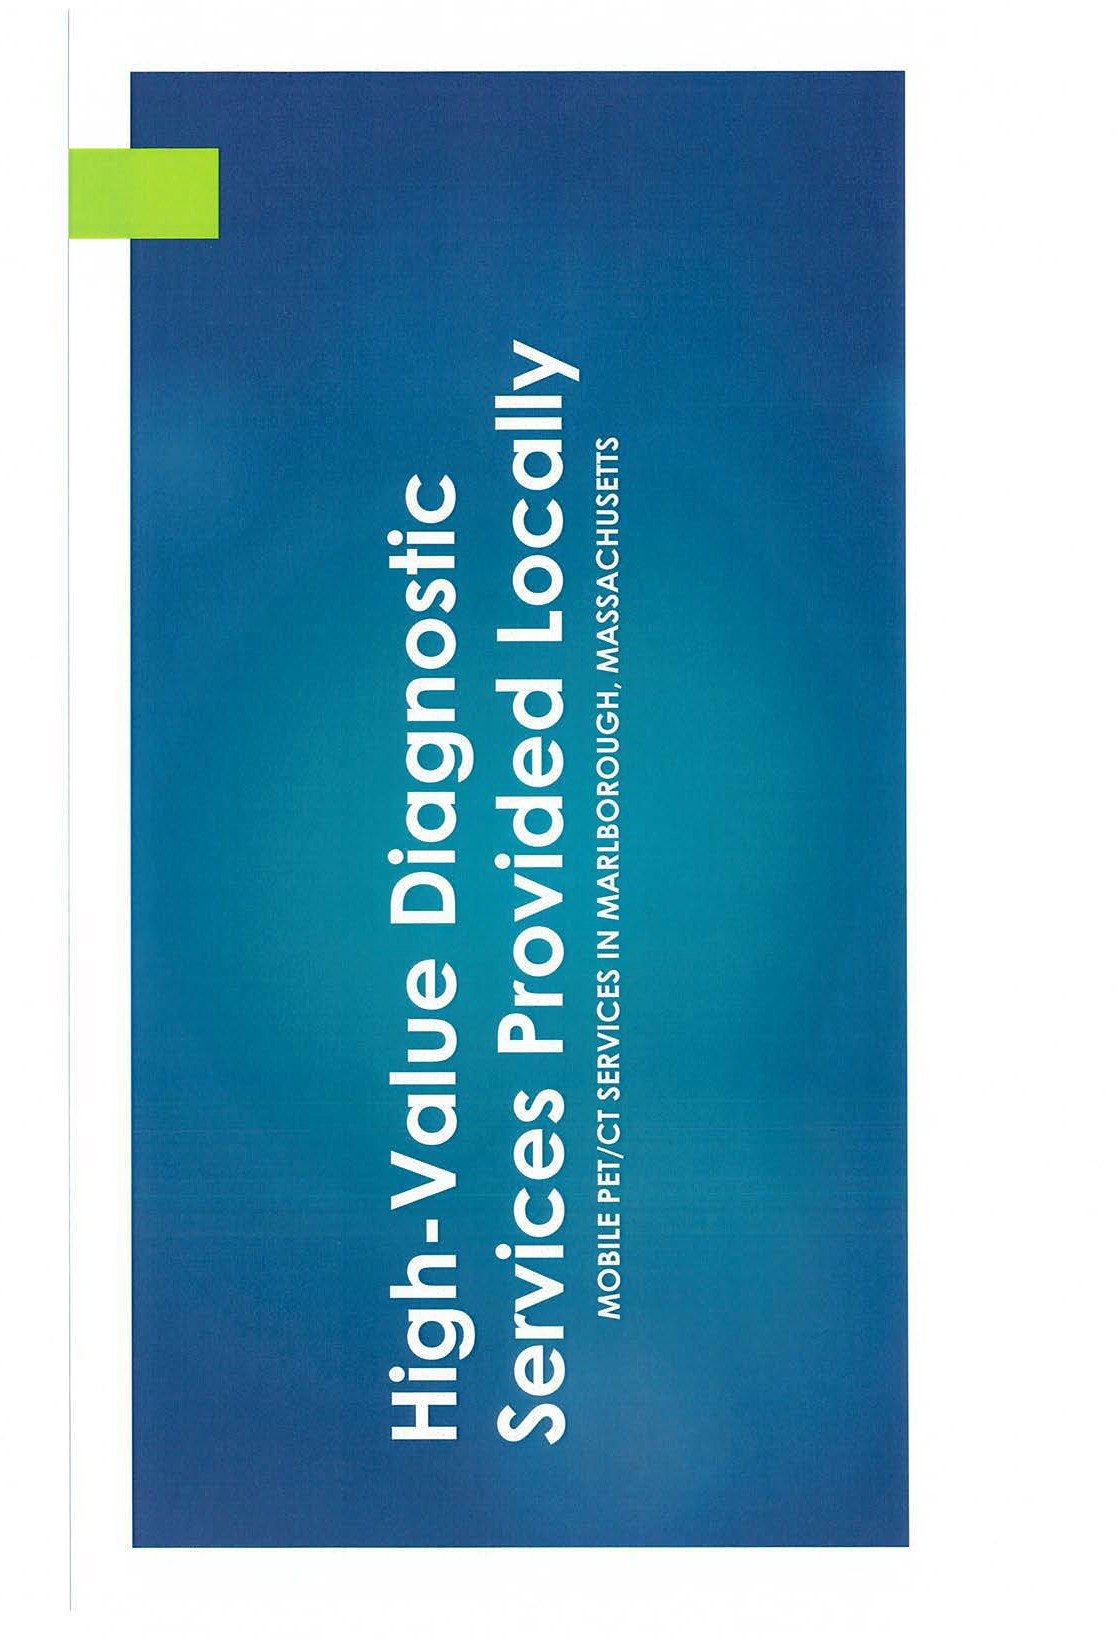 High-Value Diagnostic
Services Provided Locally
MOBILE PET/CT SERVICES IN MARLBOROUGH, MASSACHUSETTS